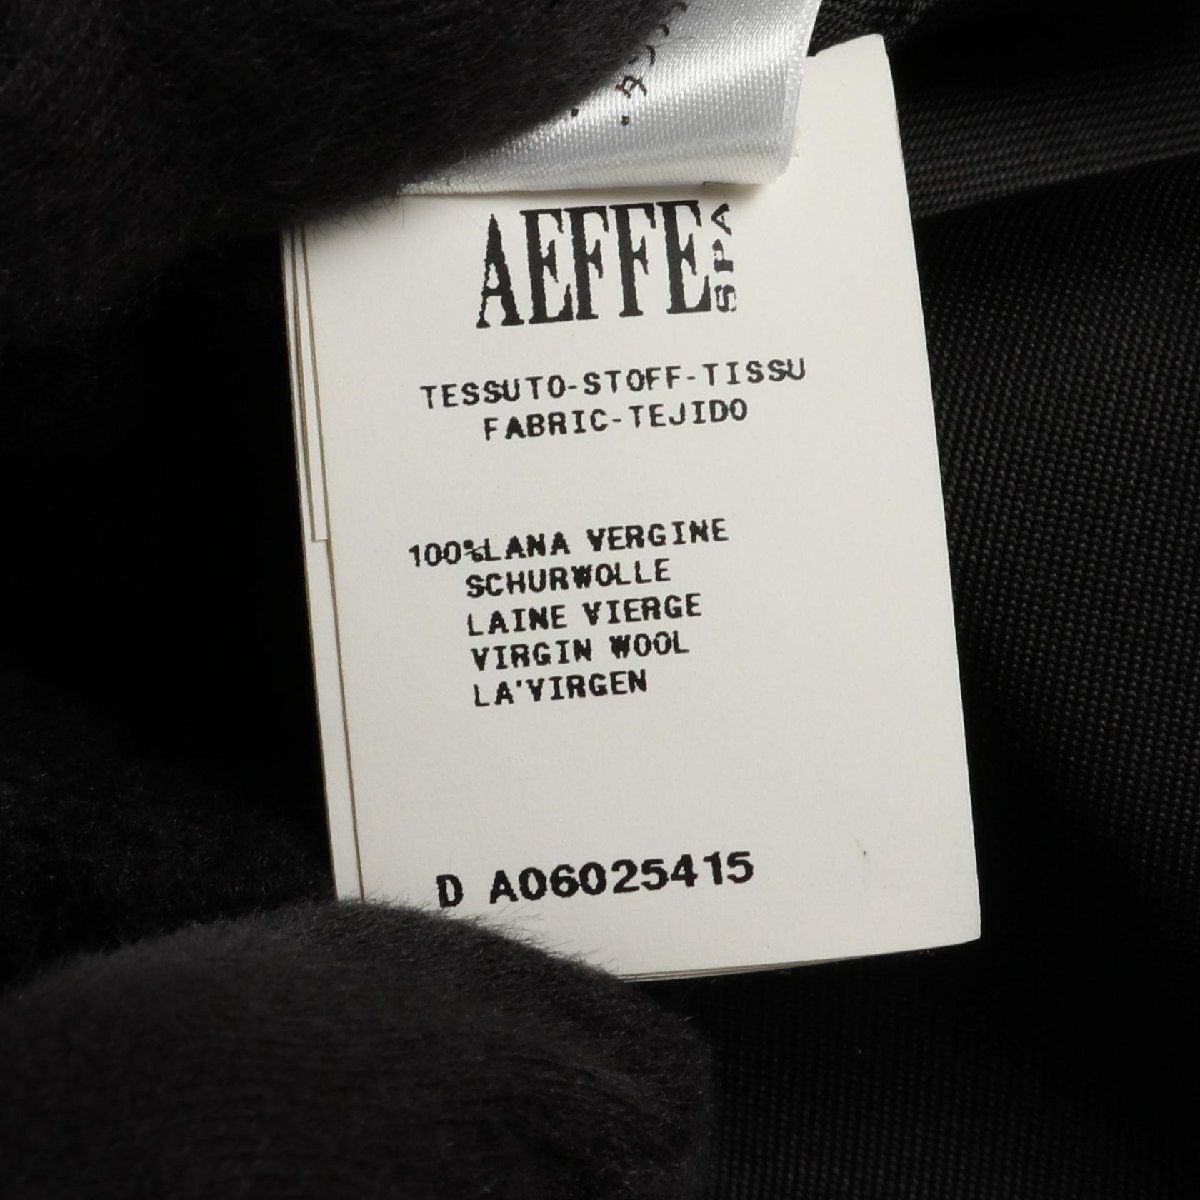 AEFFE SPA
TESSUTO-STOFF-TISSU
FABRIC-TEJIDO
100%LANA VERGINE
SCHURWOLLE
LAINE VIERGE
VIRGIN WOOL
LA'VIRGEN
D A06025415